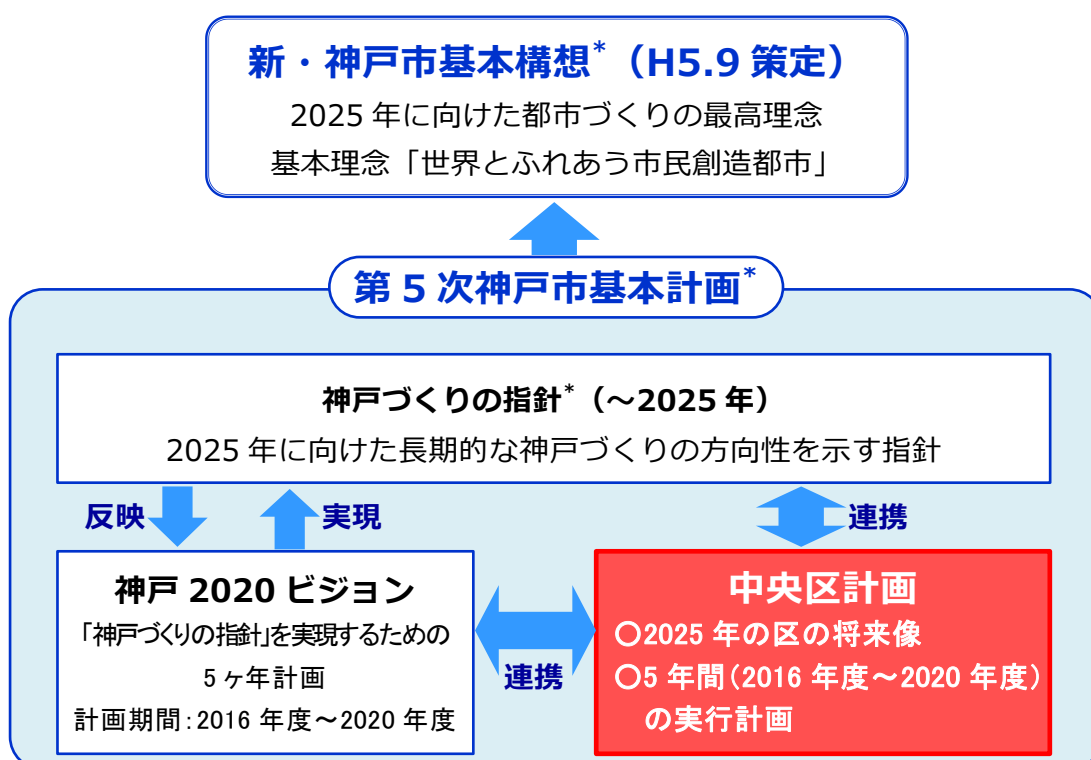 新・神戸市基本構想*（H5.9 策定）
2025 年に向けた都市づくりの最高理念
基本理念「世界とふれあう市民創造都市」
第 5 次神戸市基本計画*
神戸づくりの指針*（～2025 年）
2025 年に向けた長期的な神戸づくりの方向性を示す指針
反映
実現
連携
神戸 2020 ビジョン
「神戸づくりの指針」を実現するための
5 ヶ年計画
計画期間：2016 年度～2020 年度
連携
中央区計画
○2025 年の区の将来像
○5 年間（2016 年度～2020 年度）
の実行計画